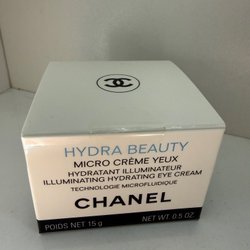 HYDRA BEAUTY
MICRO CRÈME YEUX
HYDRATANT ILLUMINATEUR
ILLUMINATING HYDRATING EYE CREAM
TECHNOLOGIE MICROFLUIDIQUE
CHANEL
POIDS NET 15 g NET WT. 0.5 OZ.